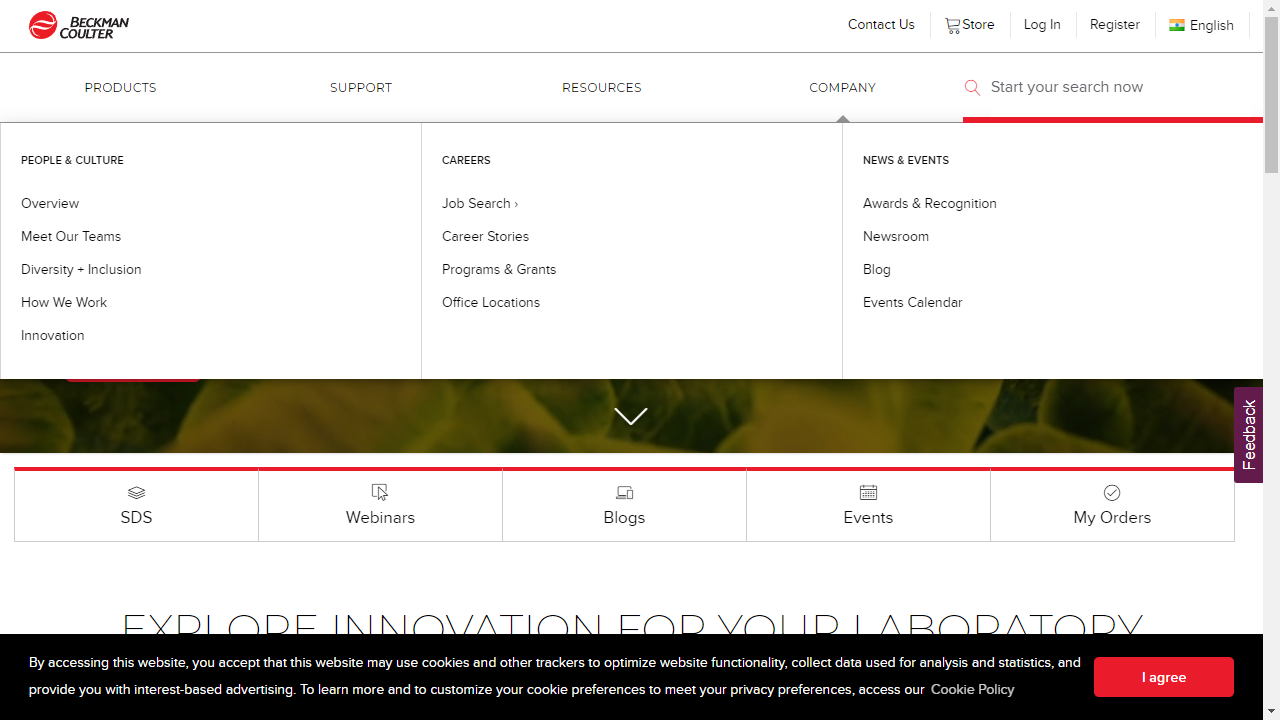 BECKMAN
COULTER
Contact Us
Store
Log In
Register
English
PRODUCTS
SUPPORT
RESOURCES
COMPANY
Start your search now
PEOPLE & CULTURE
Overview
Meet Our Teams
Diversity + Inclusion
How We Work
Innovation
CAREERS
Job Search ›
Career Stories
Programs & Grants
Office Locations
NEWS & EVENTS
Awards & Recognition
Newsroom
Blog
Events Calendar
Feedback
SDS
Webinars
Blogs
Events
My Orders
EXPLORE INNOVATION FOR YOUR LABORATORY
By accessing this website, you accept that this website may use cookies and other trackers to optimize website functionality, collect data used for analysis and statistics, and
provide you with interest-based advertising. To learn more and to customize your cookie preferences to meet your privacy preferences, access our Cookie Policy
I agree